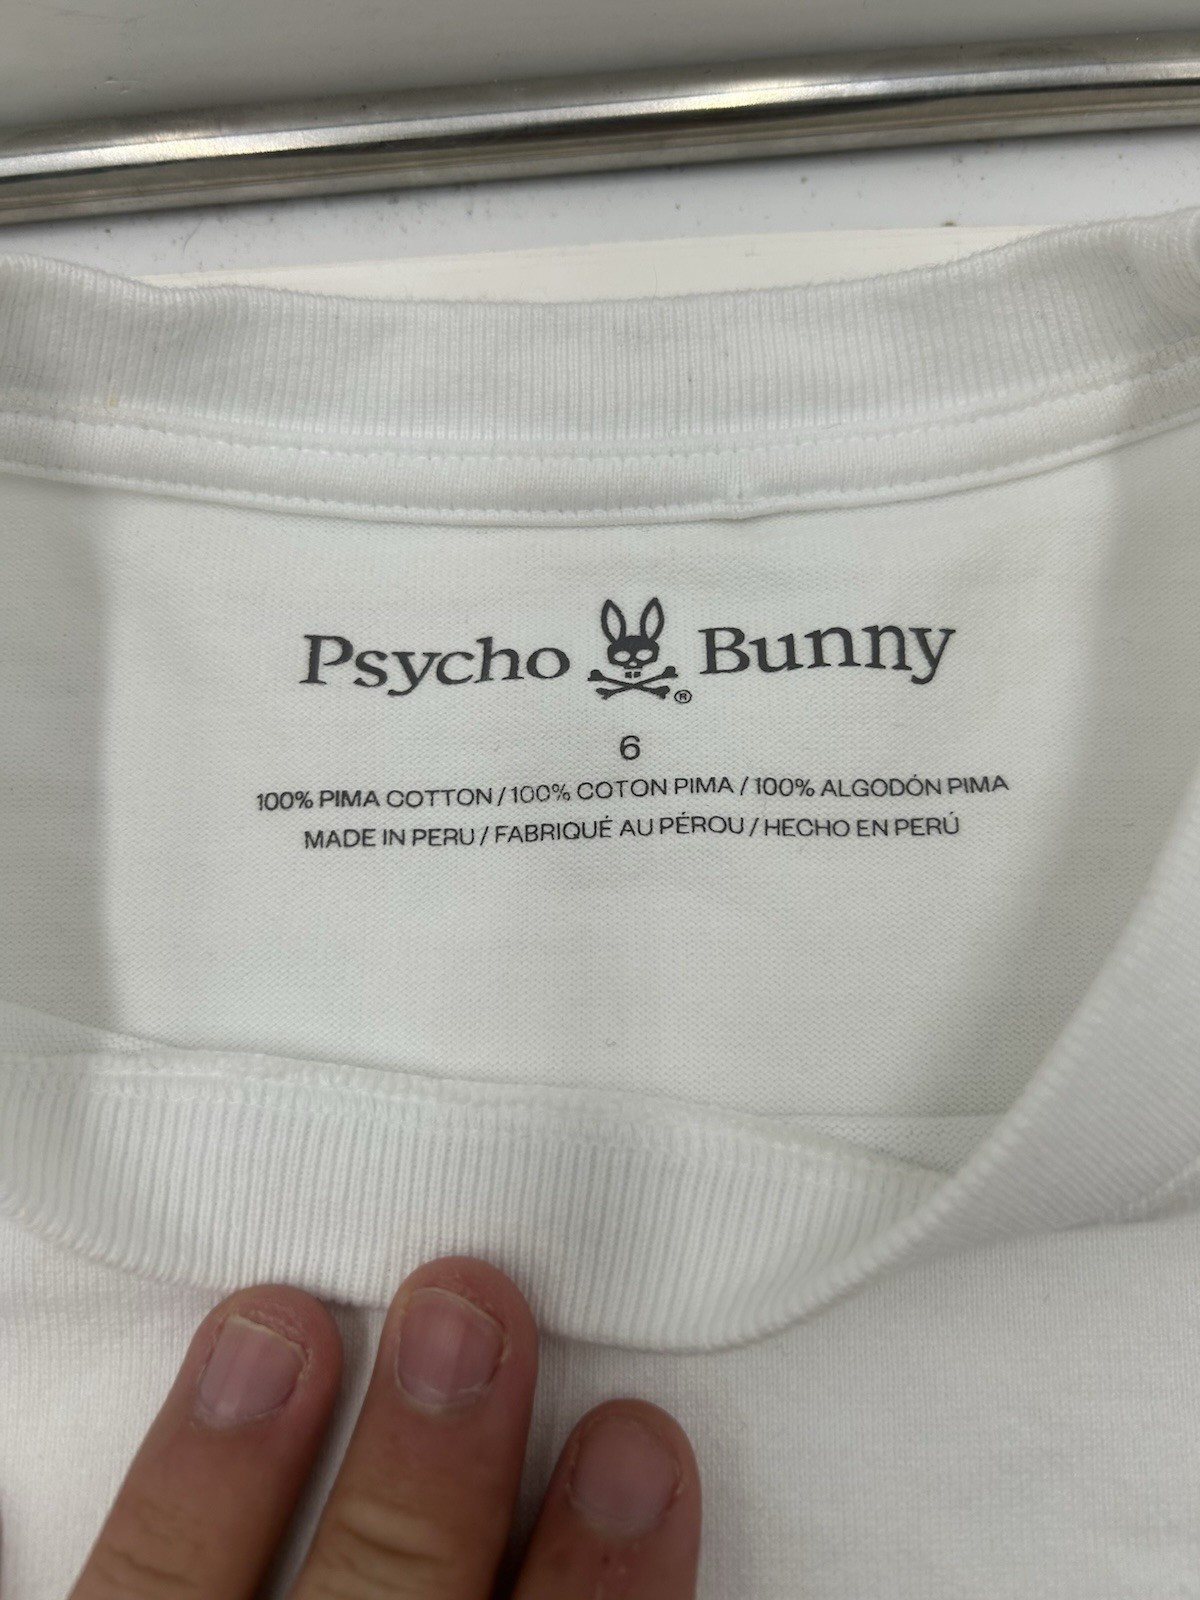 Psycho Bunny
®
6
100% PIMA COTTON / 100% COTON PIMA / 100% ALGODÓN PIMA
MADE IN PERU / FABRIQUÉ AU PÉROU / HECHO EN PERÚ